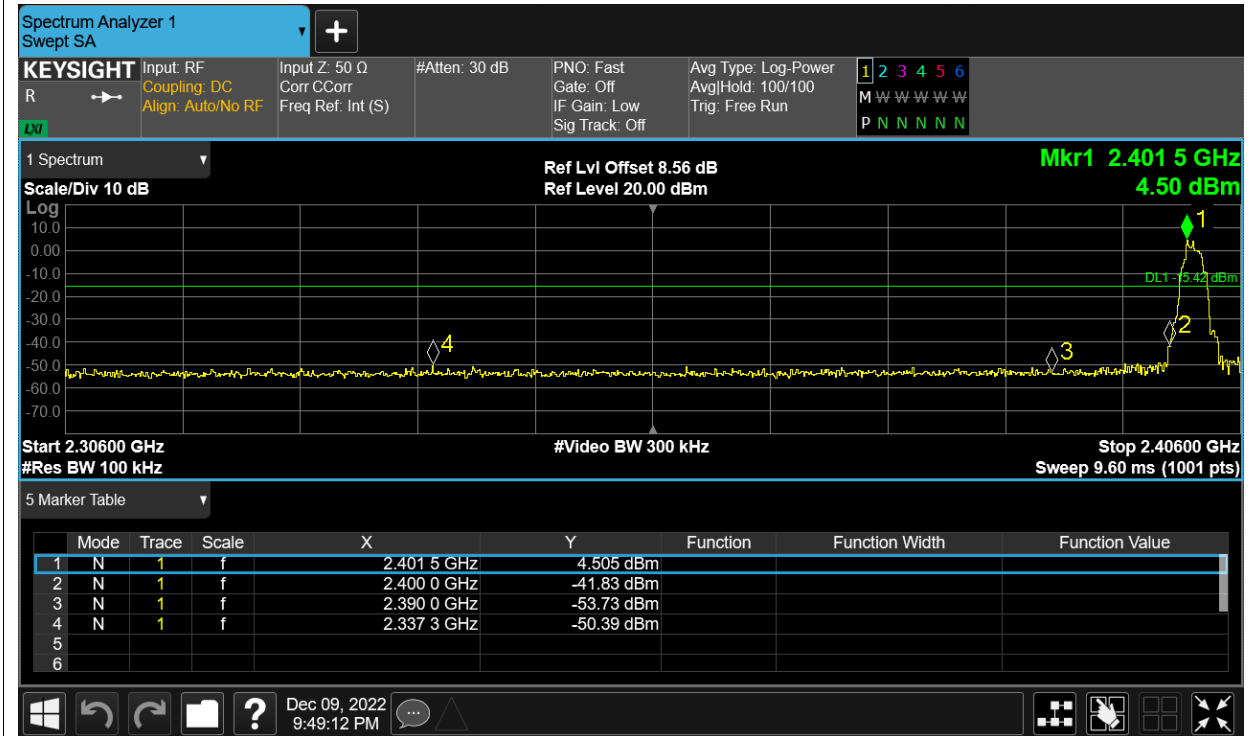 Spectrum Analyzer 1
Swept SA
+
KEYSIGHT Input: RF Input Z: 50 Ω #Atten: 30 dB PNO: Fast Avg Type: Log-Power 1 2 3 4 5 6
R Coupling: DC Corr CCorr Gate: Off Avg|Hold: 100/100 M W W W W W
Align: Auto/No RF Freq Ref: Int (S) IF Gain: Low Trig: Free Run
LXI Sig Track: Off P N N N N N
1 Spectrum Ref Lvl Offset 8.56 dB Mkr1 2.401 5 GHz
Scale/Div 10 dB Ref Level 20.00 dBm 4.50 dBm
Log
10.0
0.00
-10.0
-20.0
-30.0
-40.0
-50.0
-60.0
-70.0
1
DL1 -15.42 dBm
2
4
3
Start 2.30600 GHz #Video BW 300 kHz Stop 2.40600 GHz
#Res BW 100 kHz Sweep 9.60 ms (1001 pts)
5 Marker Table
Mode Trace Scale X Y Function Function Width Function Value
1 N 1 f 2.401 5 GHz 4.505 dBm
2 N 1 f 2.400 0 GHz -41.83 dBm
3 N 1 f 2.390 0 GHz -53.73 dBm
4 N 1 f 2.337 3 GHz -50.39 dBm
5
6
? Dec 09, 2022
9:49:12 PM